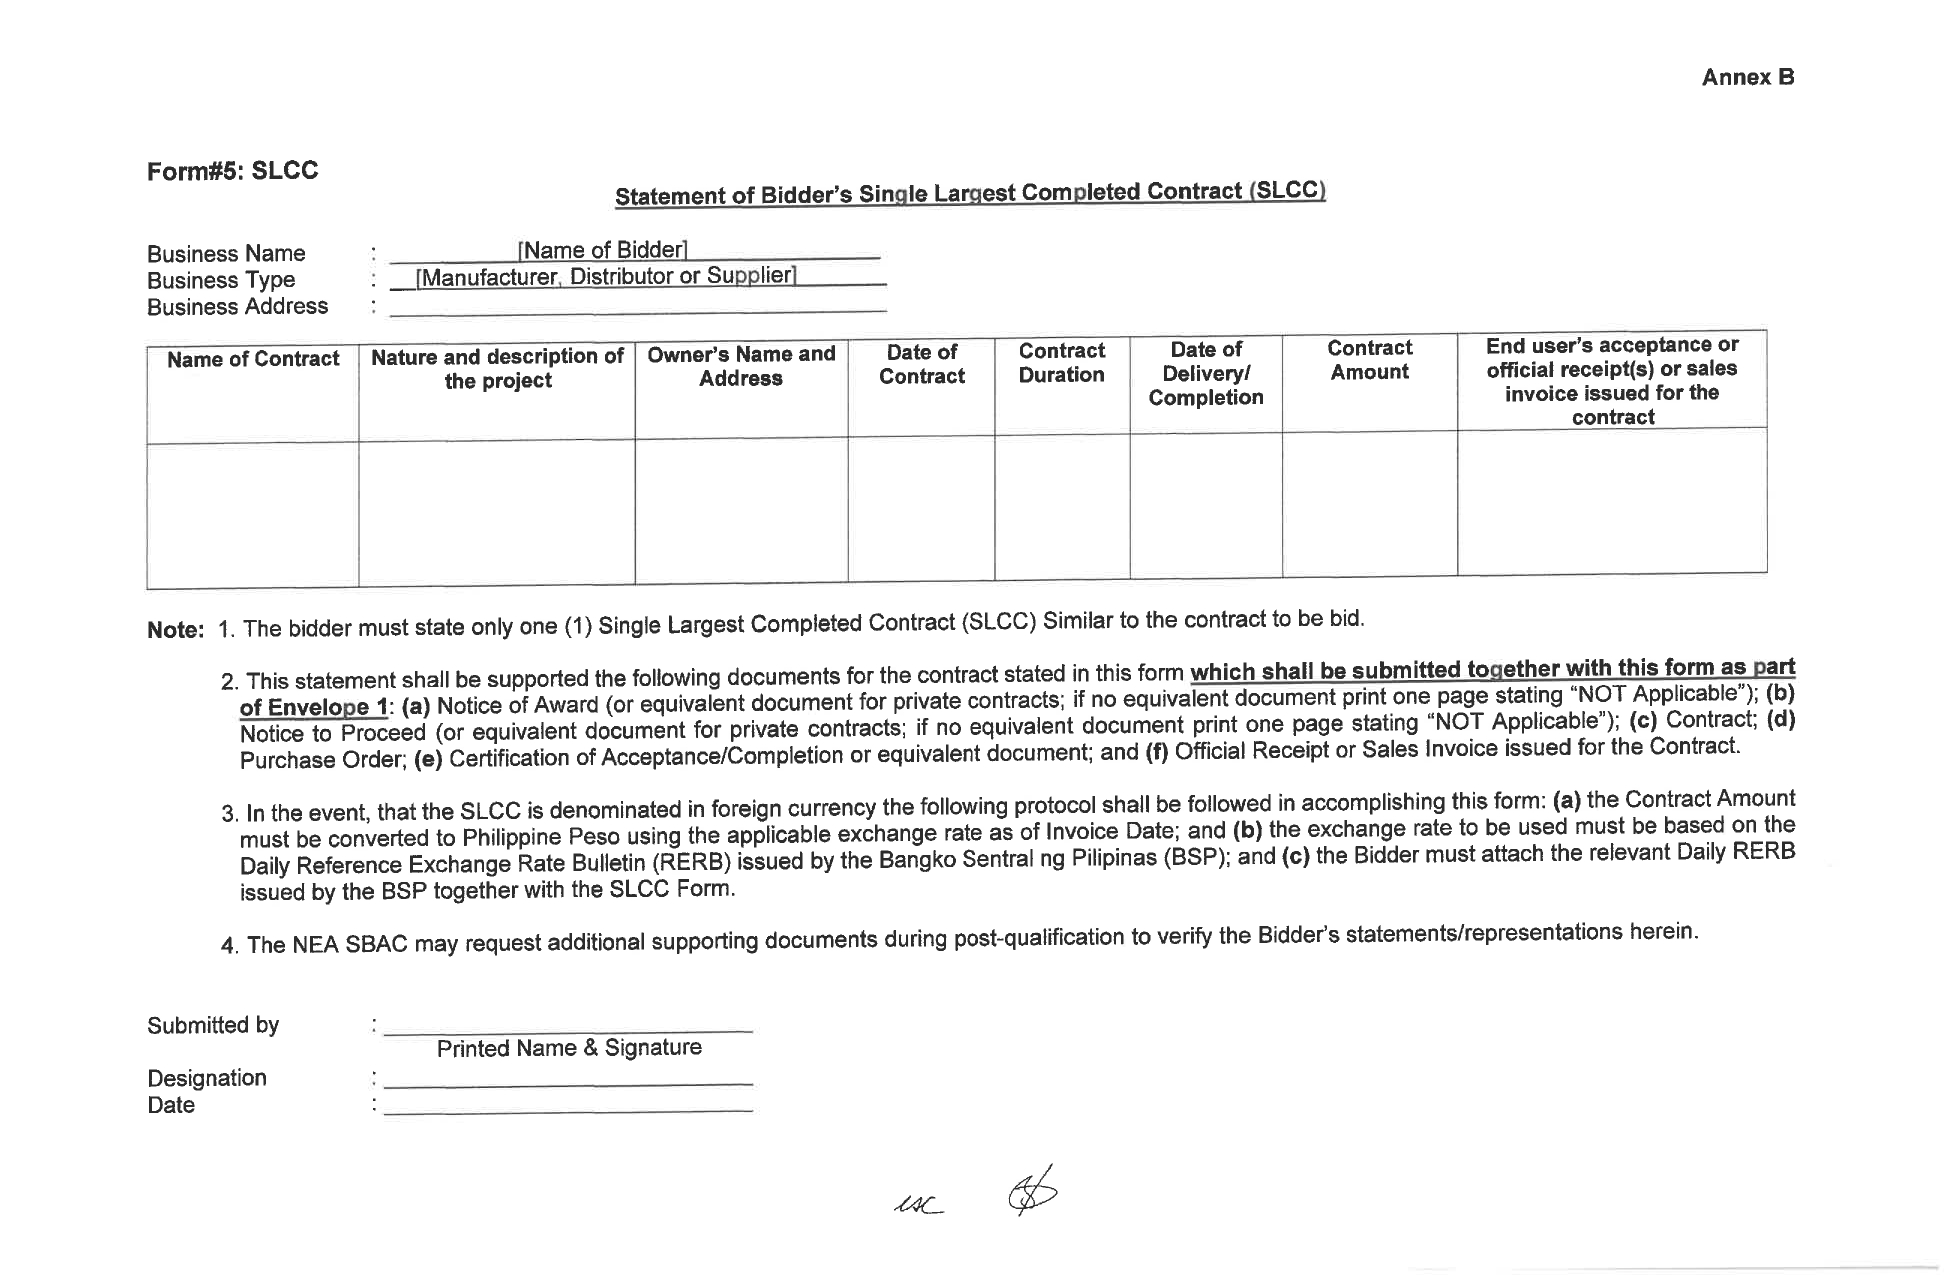 Annex B
Form#5: SLCC
Statement of Bidder's Single Largest Completed Contract (SLCC)
Business Name : [Name of Bidder]
Business Type : [Manufacturer, Distributor or Supplier]
Business Address :
Name of Contract
Nature and description of
the project
Owner's Name and
Address
Date of
Contract
Contract
Duration
Date of
Delivery/
Completion
Contract
Amount
End user's acceptance or
official receipt(s) or sales
invoice issued for the
contract
Note: 1. The bidder must state only one (1) Single Largest Completed Contract (SLCC) Similar to the contract to be bid.
2. This statement shall be supported the following documents for the contract stated in this form which shall be submitted together with this form as part
of Envelope 1: (a) Notice of Award (or equivalent document for private contracts; if no equivalent document print one page stating “NOT Applicable”); (b)
Notice to Proceed (or equivalent document for private contracts; if no equivalent document print one page stating “NOT Applicable”); (c) Contract; (d)
Purchase Order; (e) Certification of Acceptance/Completion or equivalent document; and (f) Official Receipt or Sales Invoice issued for the Contract.
3. In the event, that the SLCC is denominated in foreign currency the following protocol shall be followed in accomplishing this form: (a) the Contract Amount
must be converted to Philippine Peso using the applicable exchange rate as of Invoice Date; and (b) the exchange rate to be used must be based on the
Daily Reference Exchange Rate Bulletin (RERB) issued by the Bangko Sentral ng Pilipinas (BSP); and (c) the Bidder must attach the relevant Daily RERB
issued by the BSP together with the SLCC Form.
4. The NEA SBAC may request additional supporting documents during post-qualification to verify the Bidder's statements/representations herein.
Submitted by :
Printed Name & Signature
Designation :
Date :